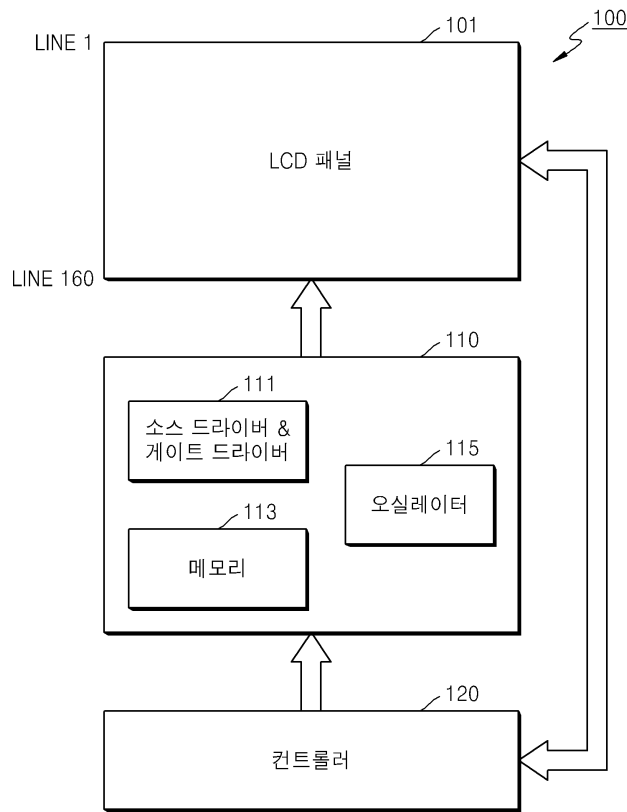 100
LINE 1
101
LCD 패널
LINE 160
110
111
소스 드라이버 &
게이트 드라이버
115
오실레이터
113
메모리
120
컨트롤러